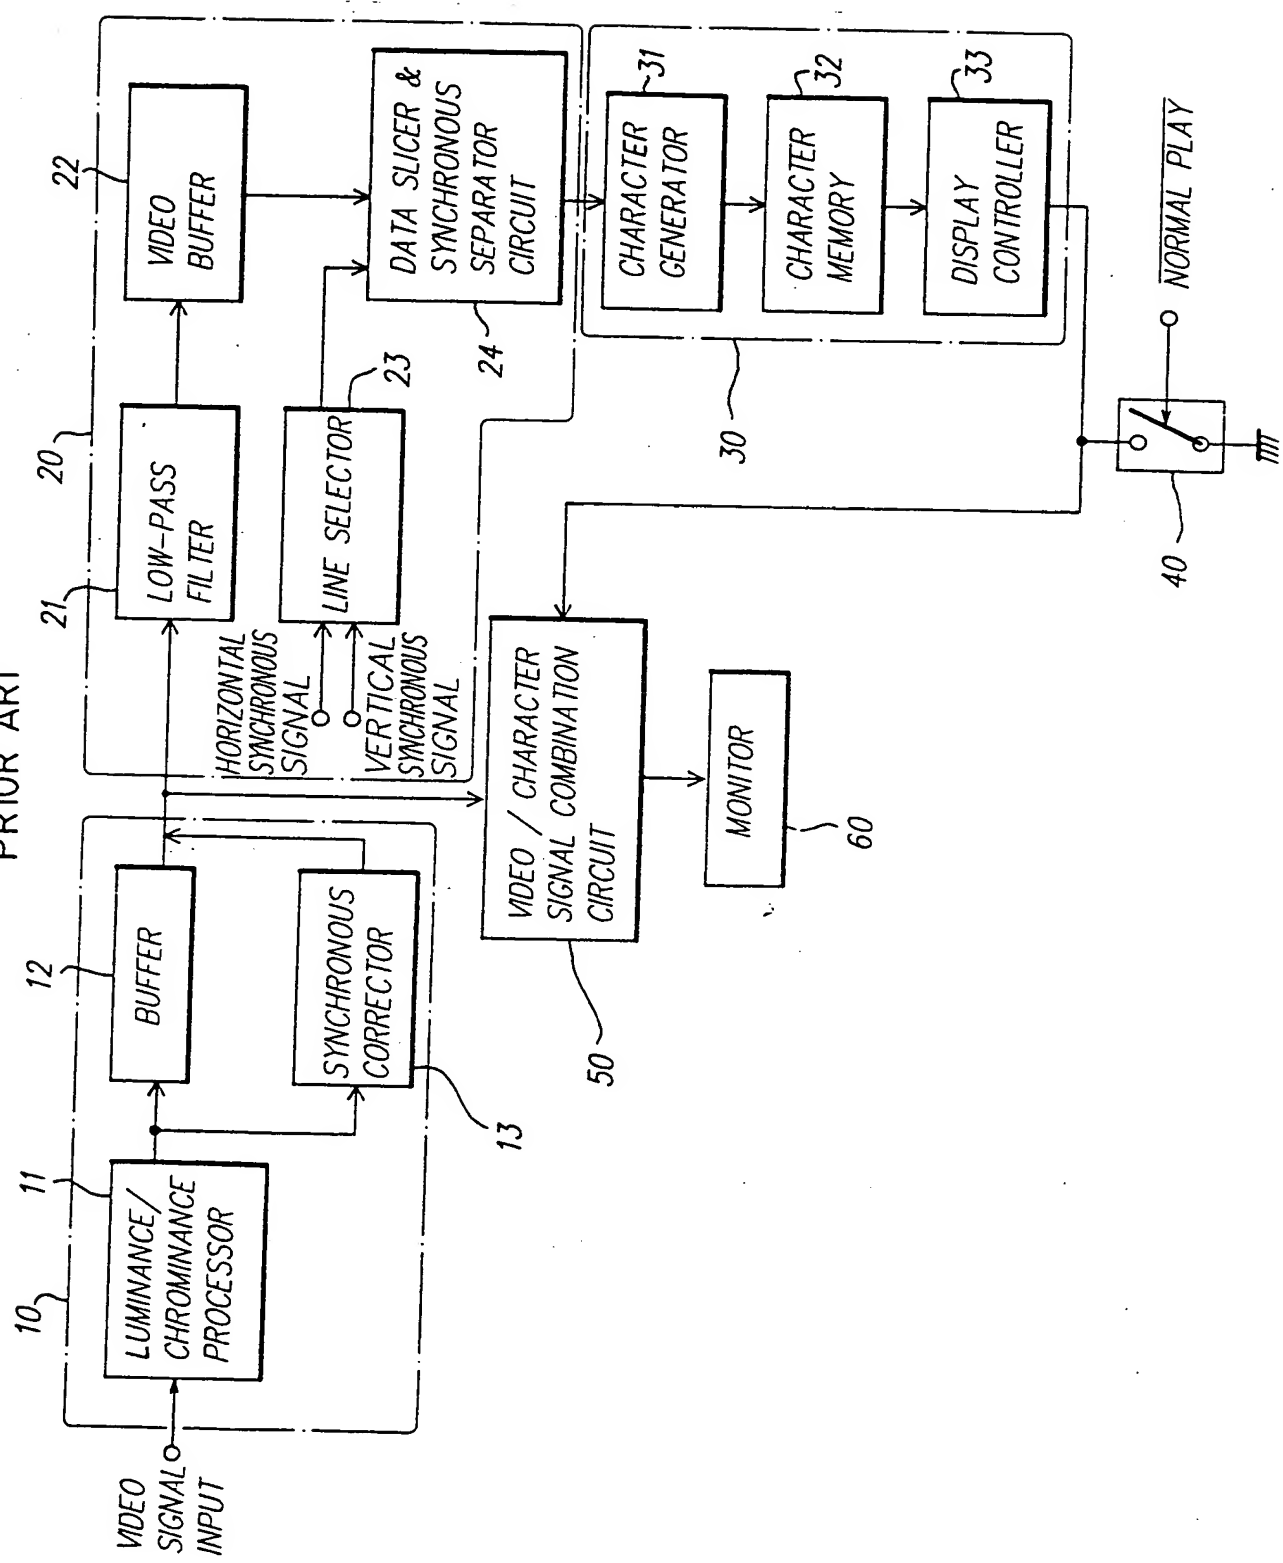 PRIOR ART
10
11
12
20
21
22
VIDEO
SIGNAL
INPUT
LUMINANCE/
CHROMINANCE
PROCESSOR
BUFFER
SYNCHRONOUS
CORRECTOR
13
LOW-PASS
FILTER
VIDEO
BUFFER
HORIZONTAL
SYNCHRONOUS
SIGNAL
VERTICAL
SYNCHRONOUS
SIGNAL
LINE SELECTOR
23
DATA SLICER &
SYNCHRONOUS
SEPARATOR
CIRCUIT
24
VIDEO / CHARACTER
SIGNAL COMBINATION
CIRCUIT
50
MONITOR
60
30
CHARACTER
GENERATOR
31
CHARACTER
MEMORY
32
DISPLAY
CONTROLLER
33
40
NORMAL PLAY